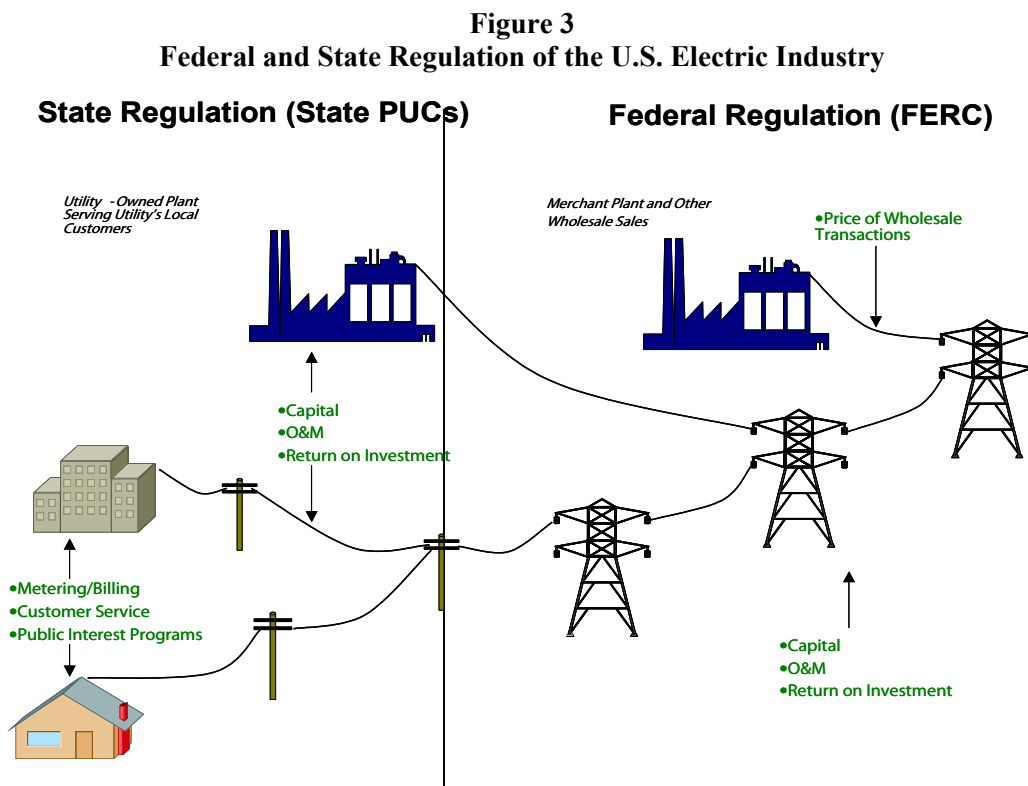 Figure 3
Federal and State Regulation of the U.S. Electric Industry
State Regulation (State PUCs)
Federal Regulation (FERC)
Utility - Owned Plant
Serving Utility's Local
Customers
Merchant Plant and Other
Wholesale Sales
•Price of Wholesale
Transactions
•Capital
•O&M
•Return on Investment
•Metering/Billing
•Customer Service
•Public Interest Programs
•Capital
•O&M
•Return on Investment